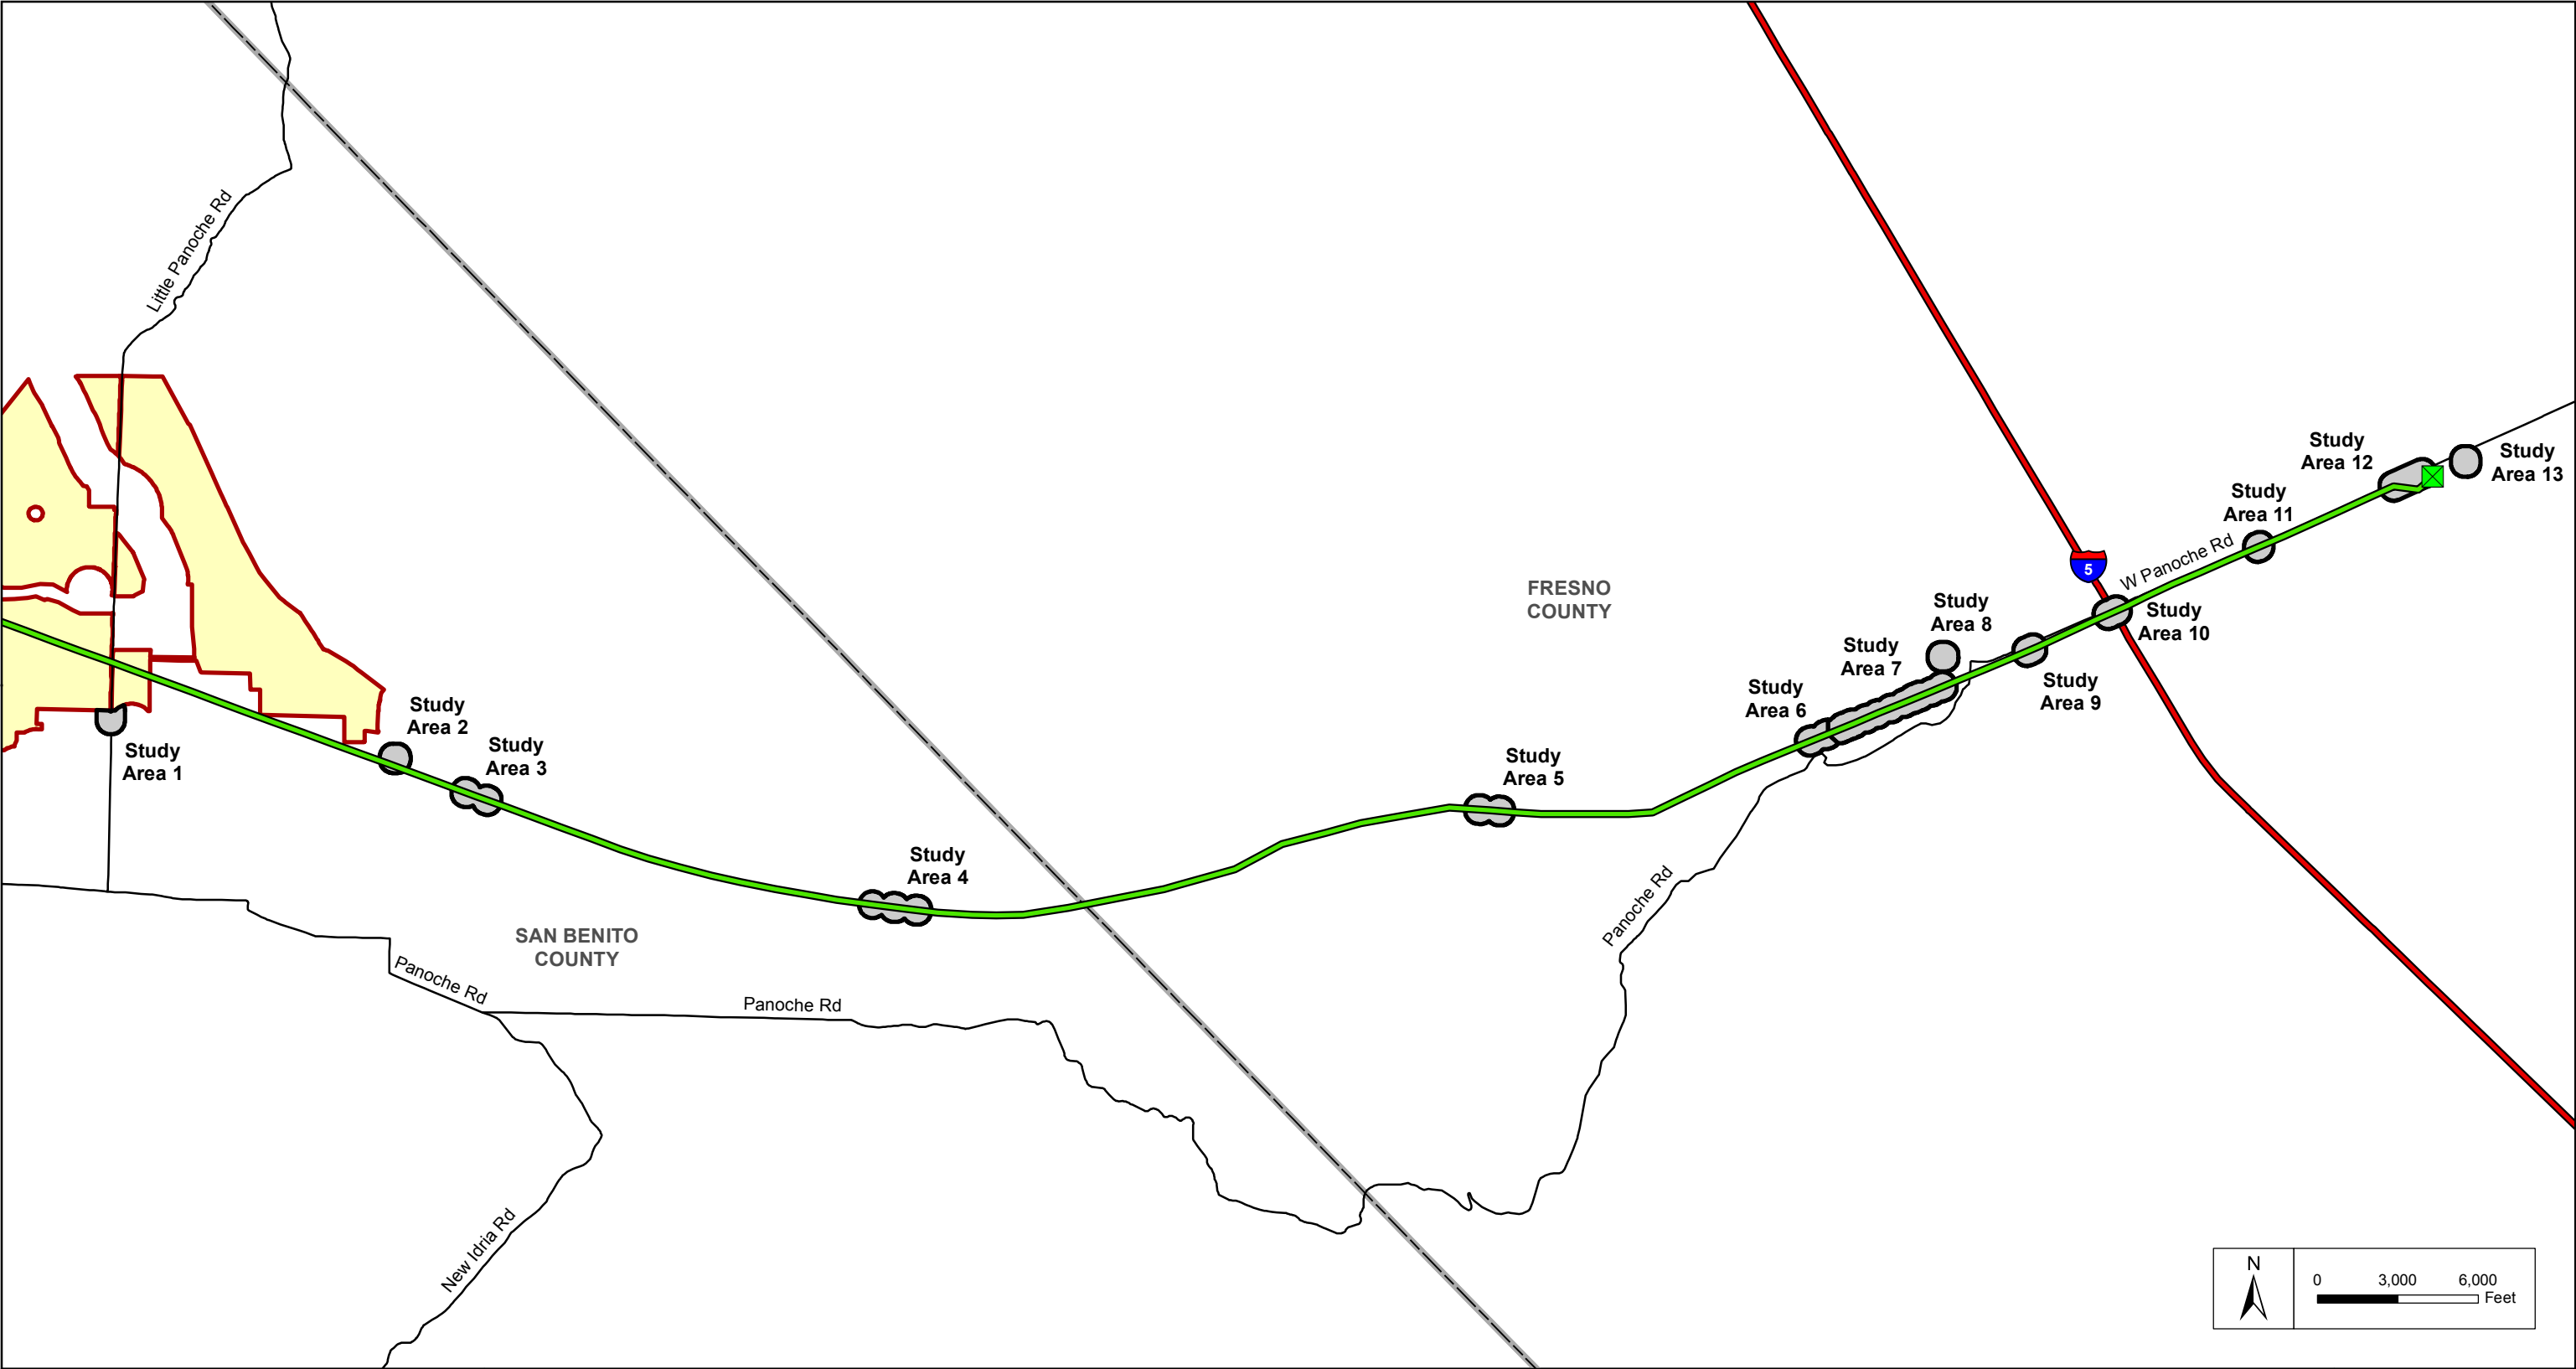 Little Panoche Rd
Study
Area 12
Study
Area 13
Study
Area 11
5
W Panoche Rd
FRESNO
COUNTY
Study
Area 8
Study
Area 10
Study
Area 7
Study
Area 9
Study
Area 6
Study
Area 2
Study
Area 3
Study
Area 1
Study
Area 5
Study
Area 4
Panoche Rd
SAN BENITO
COUNTY
Panoche Rd
Panoche Rd
New Idria Rd
N
0 3,000 6,000
Feet